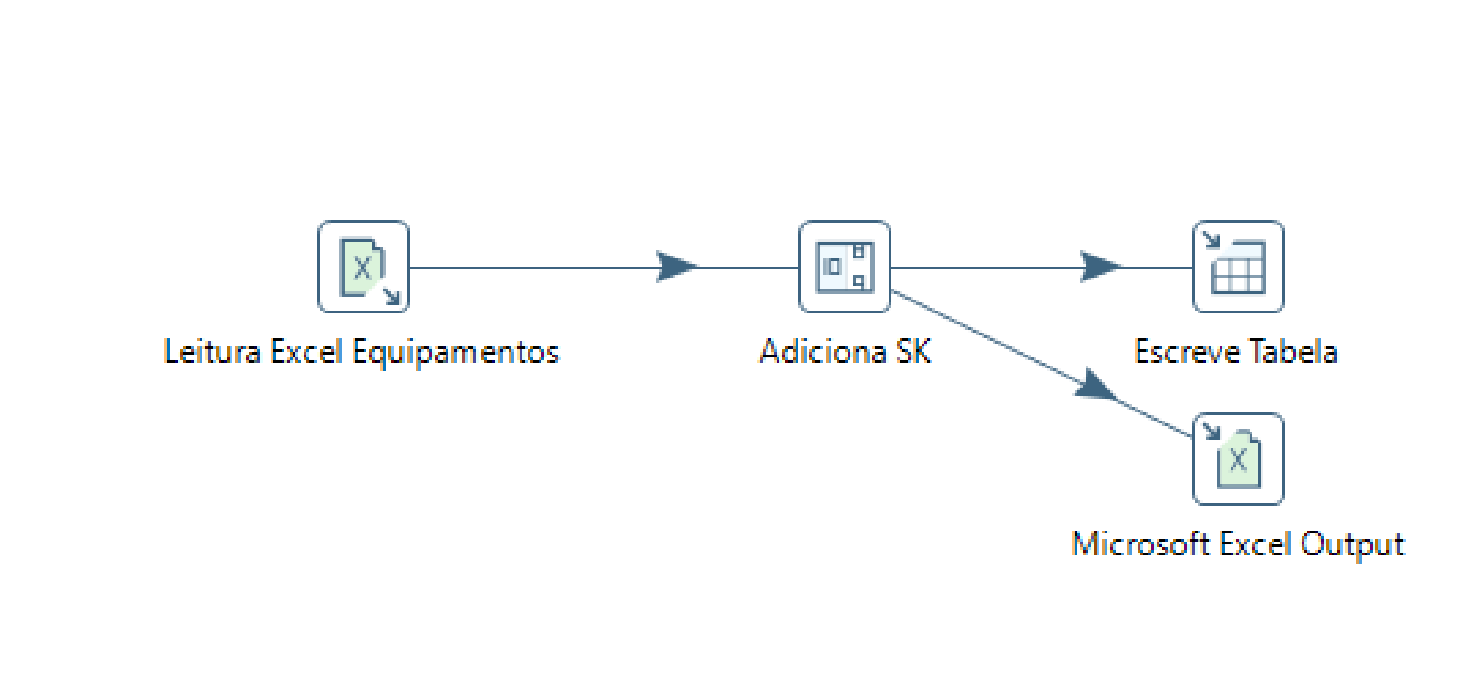 Leitura Excel Equipamentos
Adiciona SK
Escreve Tabela
Microsoft Excel Output